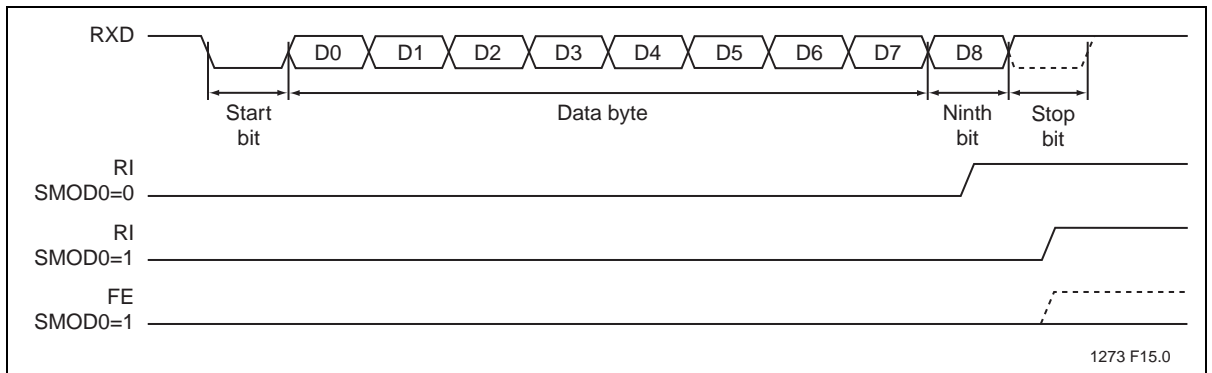 RXD
D0 D1 D2 D3 D4 D5 D6 D7 D8
Start
bit
Data byte
Ninth
bit
Stop
bit
RI
SMOD0=0
RI
SMOD0=1
FE
SMOD0=1
1273 F15.0